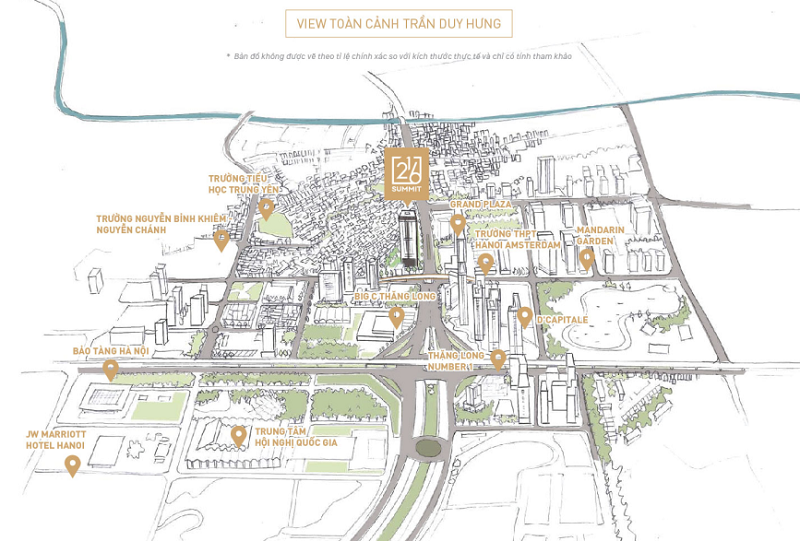 VIEW TOÀN CẢNH TRẦN DUY HƯNG
* Bản đồ không được vẽ theo tỉ lệ chính xác so với kích thước thực tế và chỉ có tính tham khảo
216
SUMMIT
TRƯỜNG TIỂU
HỌC TRUNG YÊN
GRAND PLAZA
TRƯỜNG NGUYỄN BỈNH KHIÊM
NGUYỄN CHÁNH
TRƯỜNG THPT
HANOI AMSTERDAM
MANDARIN
GARDEN
BIG C THĂNG LONG
D'CAPITALE
BẢO TÀNG HÀ NỘI
THĂNG LONG
NUMBER 1
JW MARRIOTT
HOTEL HANOI
TRUNG TÂM
HỘI NGHỊ QUỐC GIA